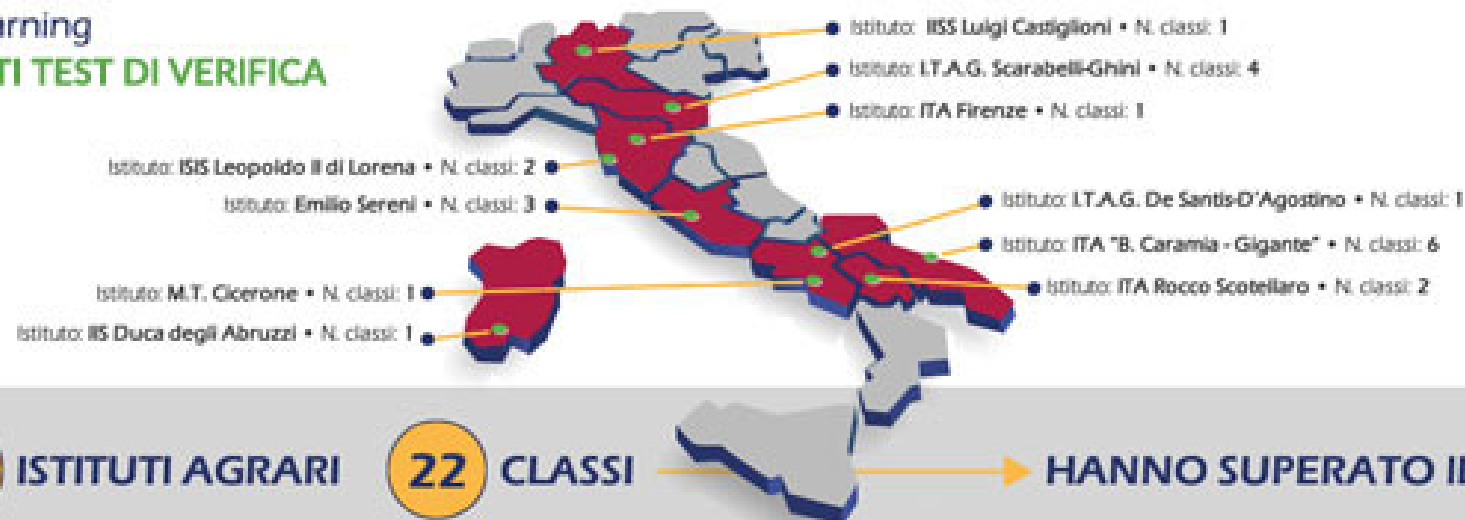 arning
TI TEST DI VERIFICA
Istituto: IISS Luigi Castiglioni • N. classi: 1
Istituto: I.T.A.G. Scarabelli-Ghini • N. classi: 4
Istituto: ITA Firenze • N. classi: 1
Istituto: ISIS Leopoldo II di Lorena • N. classi: 2
Istituto: Emilio Sereni • N. classi: 3
Istituto: I.T.A.G. De Santis-D'Agostino • N. classi: 1
Istituto: ITA "B. Caramia - Gigante" • N. classi: 6
Istituto: ITA Rocco Scotellaro • N. classi: 2
Istituto: M.T. Cicerone • N. classi: 1
Istituto: IIS Duca degli Abruzzi • N. classi: 1
ISTITUTI AGRARI 22 CLASSI HANNO SUPERATO